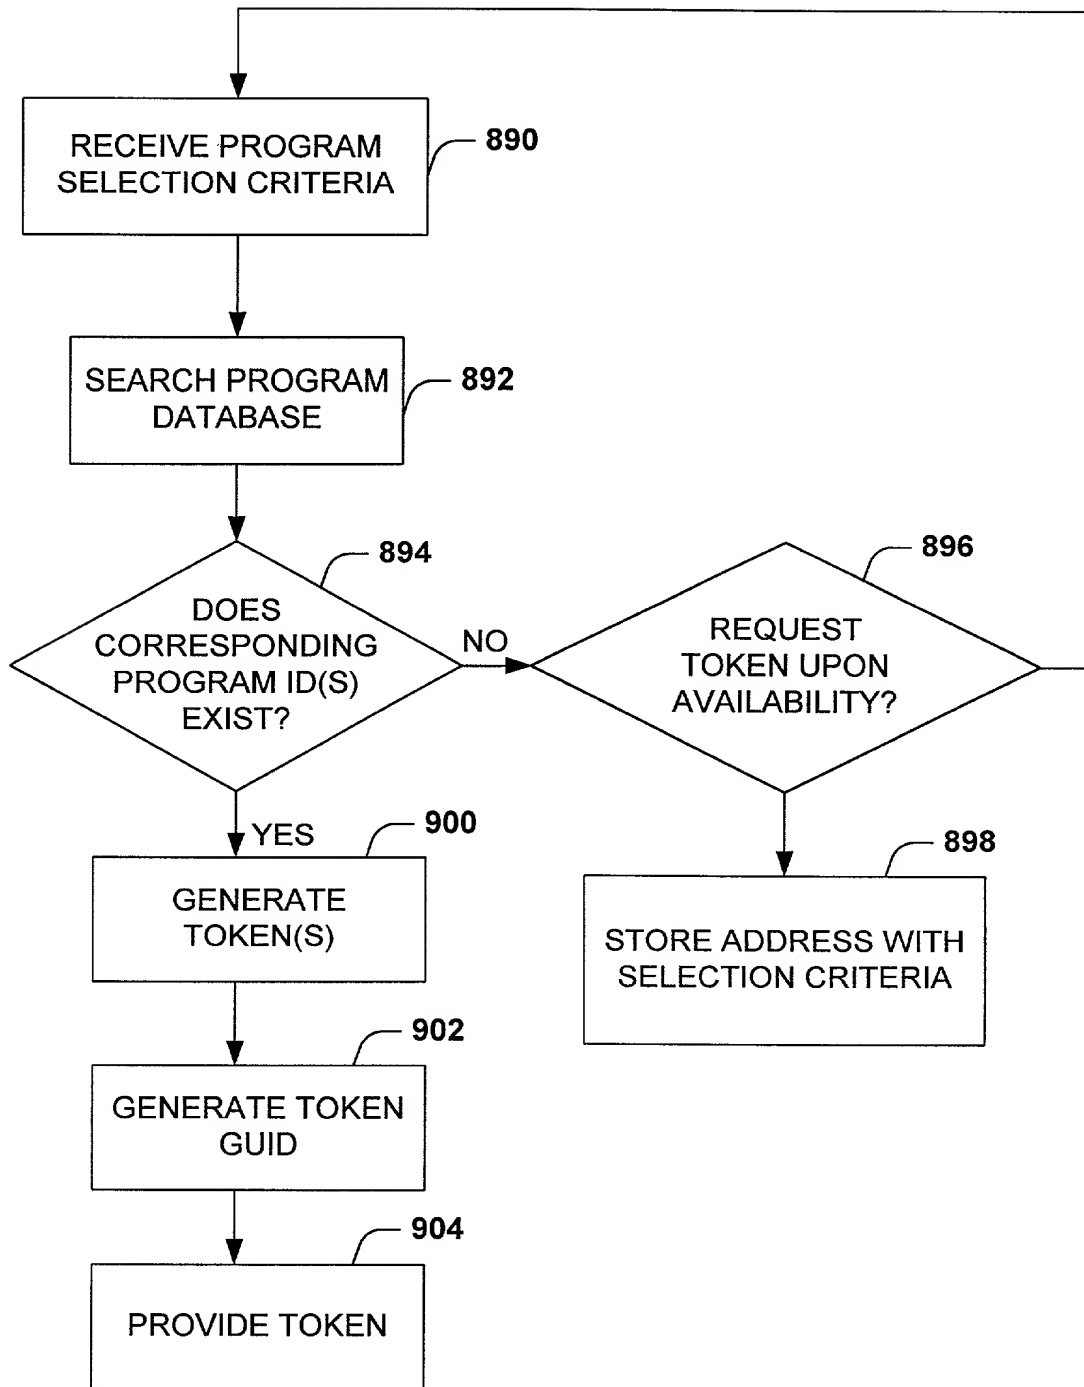 RECEIVE PROGRAM
SELECTION CRITERIA
890
SEARCH PROGRAM
DATABASE
892
DOES
CORRESPONDING
PROGRAM ID(S)
EXIST?
894
NO
REQUEST
TOKEN UPON
AVAILABILITY?
896
YES
GENERATE
TOKEN(S)
900
STORE ADDRESS WITH
SELECTION CRITERIA
898
GENERATE TOKEN
GUID
902
PROVIDE TOKEN
904